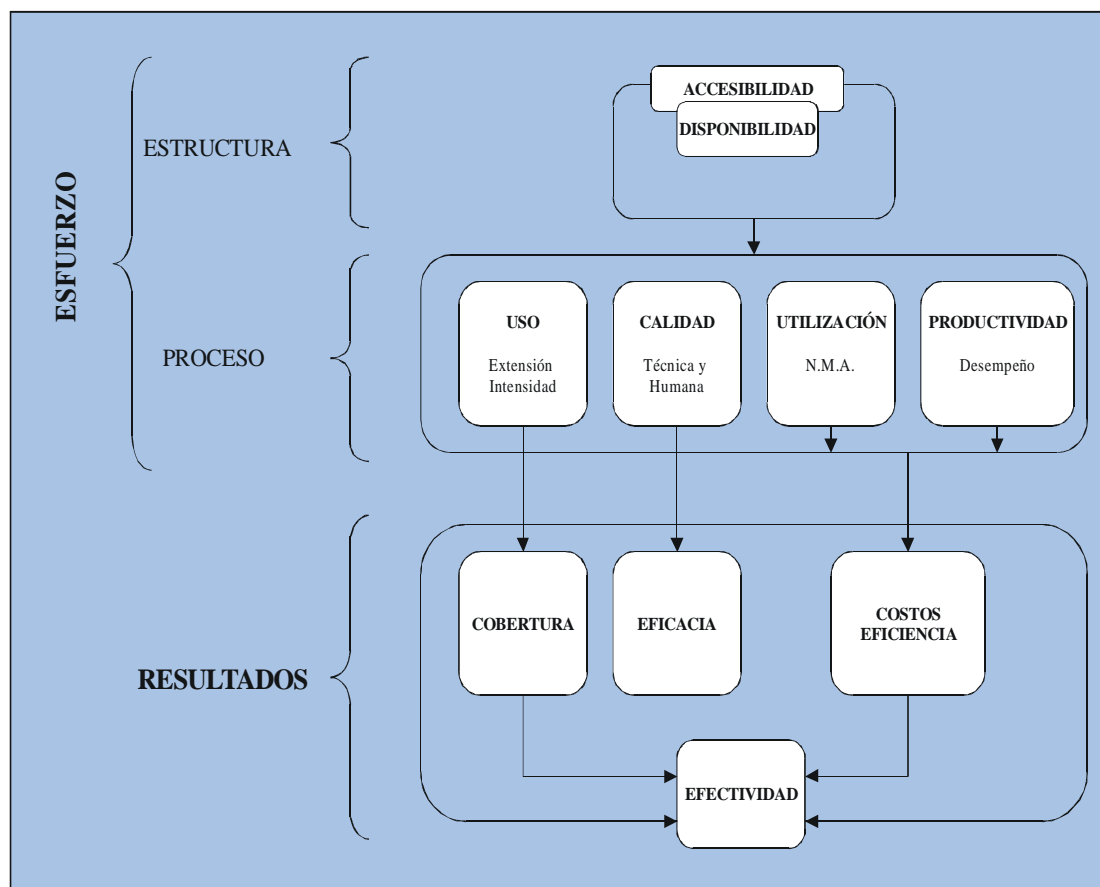 ACCESIBILIDAD
DISPONIBILIDAD
ESTRUCTURA
ESFUERZO
PROCESO
USO
Extensión
Intensidad
CALIDAD
Técnica y
Humana
UTILIZACIÓN
N.M.A.
PRODUCTIVIDAD
Desempeño
RESULTADOS
COBERTURA
EFICACIA
COSTOS
EFICIENCIA
EFECTIVIDAD